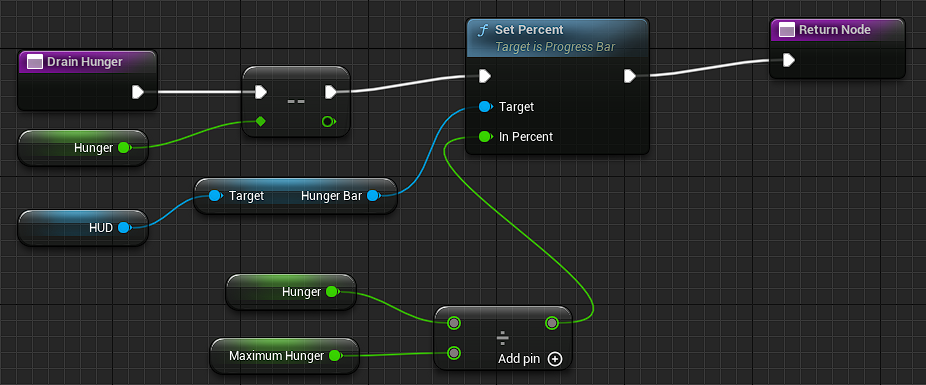 Drain Hunger
Hunger
--
HUD
Target Hunger Bar
Hunger
Maximum Hunger
÷
Add pin
f Set Percent
Target is Progress Bar
Target
In Percent
Return Node